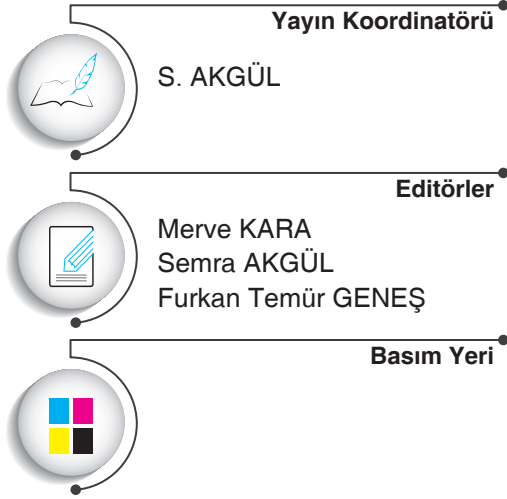 Yayın Koordinatörü
S. AKGÜL
Editörler
Merve KARA
Semra AKGÜL
Furkan Temür GENEŞ
Basım Yeri